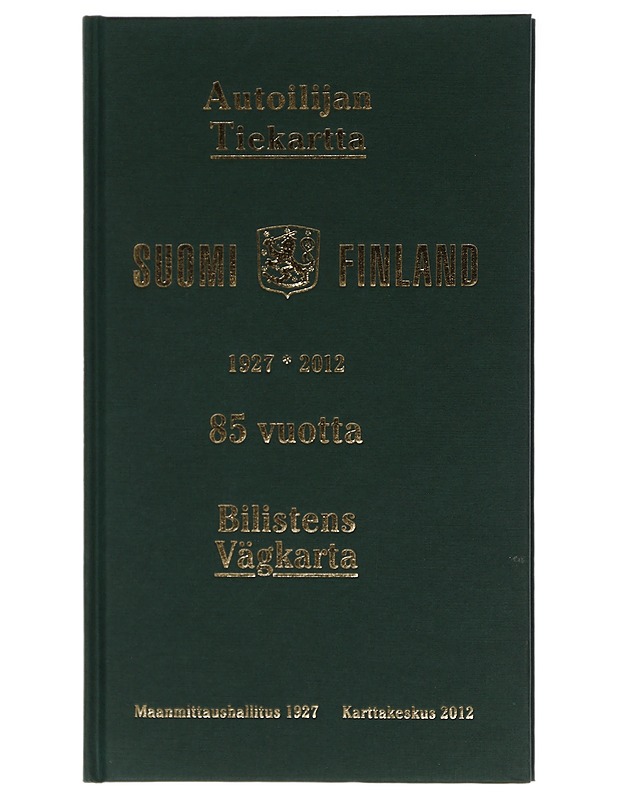 Autoilijan
Tiekartta
SUOMI FINLAND
1927 * 2012
85 vuotta
Bilistens
Vägkarta
Maanmittaushallitus 1927 Karttakeskus 2012